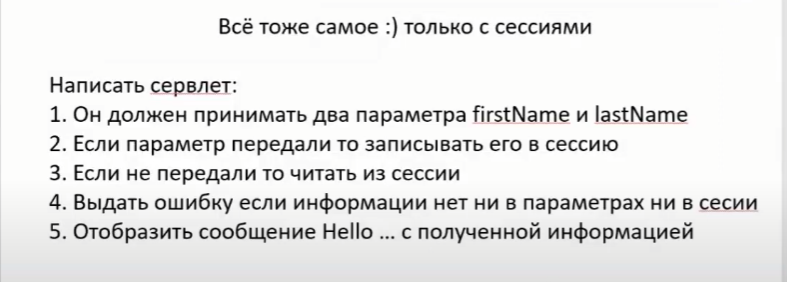 Всё тоже самое :) только с сессиями
Написать сервлет:
1. Он должен принимать два параметра firstName и lastName
2. Если параметр передали то записывать его в сессию
3. Если не передали то читать из сессии
4. Выдать ошибку если информации нет ни в параметрах ни в сесии
5. Отобразить сообщение Hello ... с полученной информацией